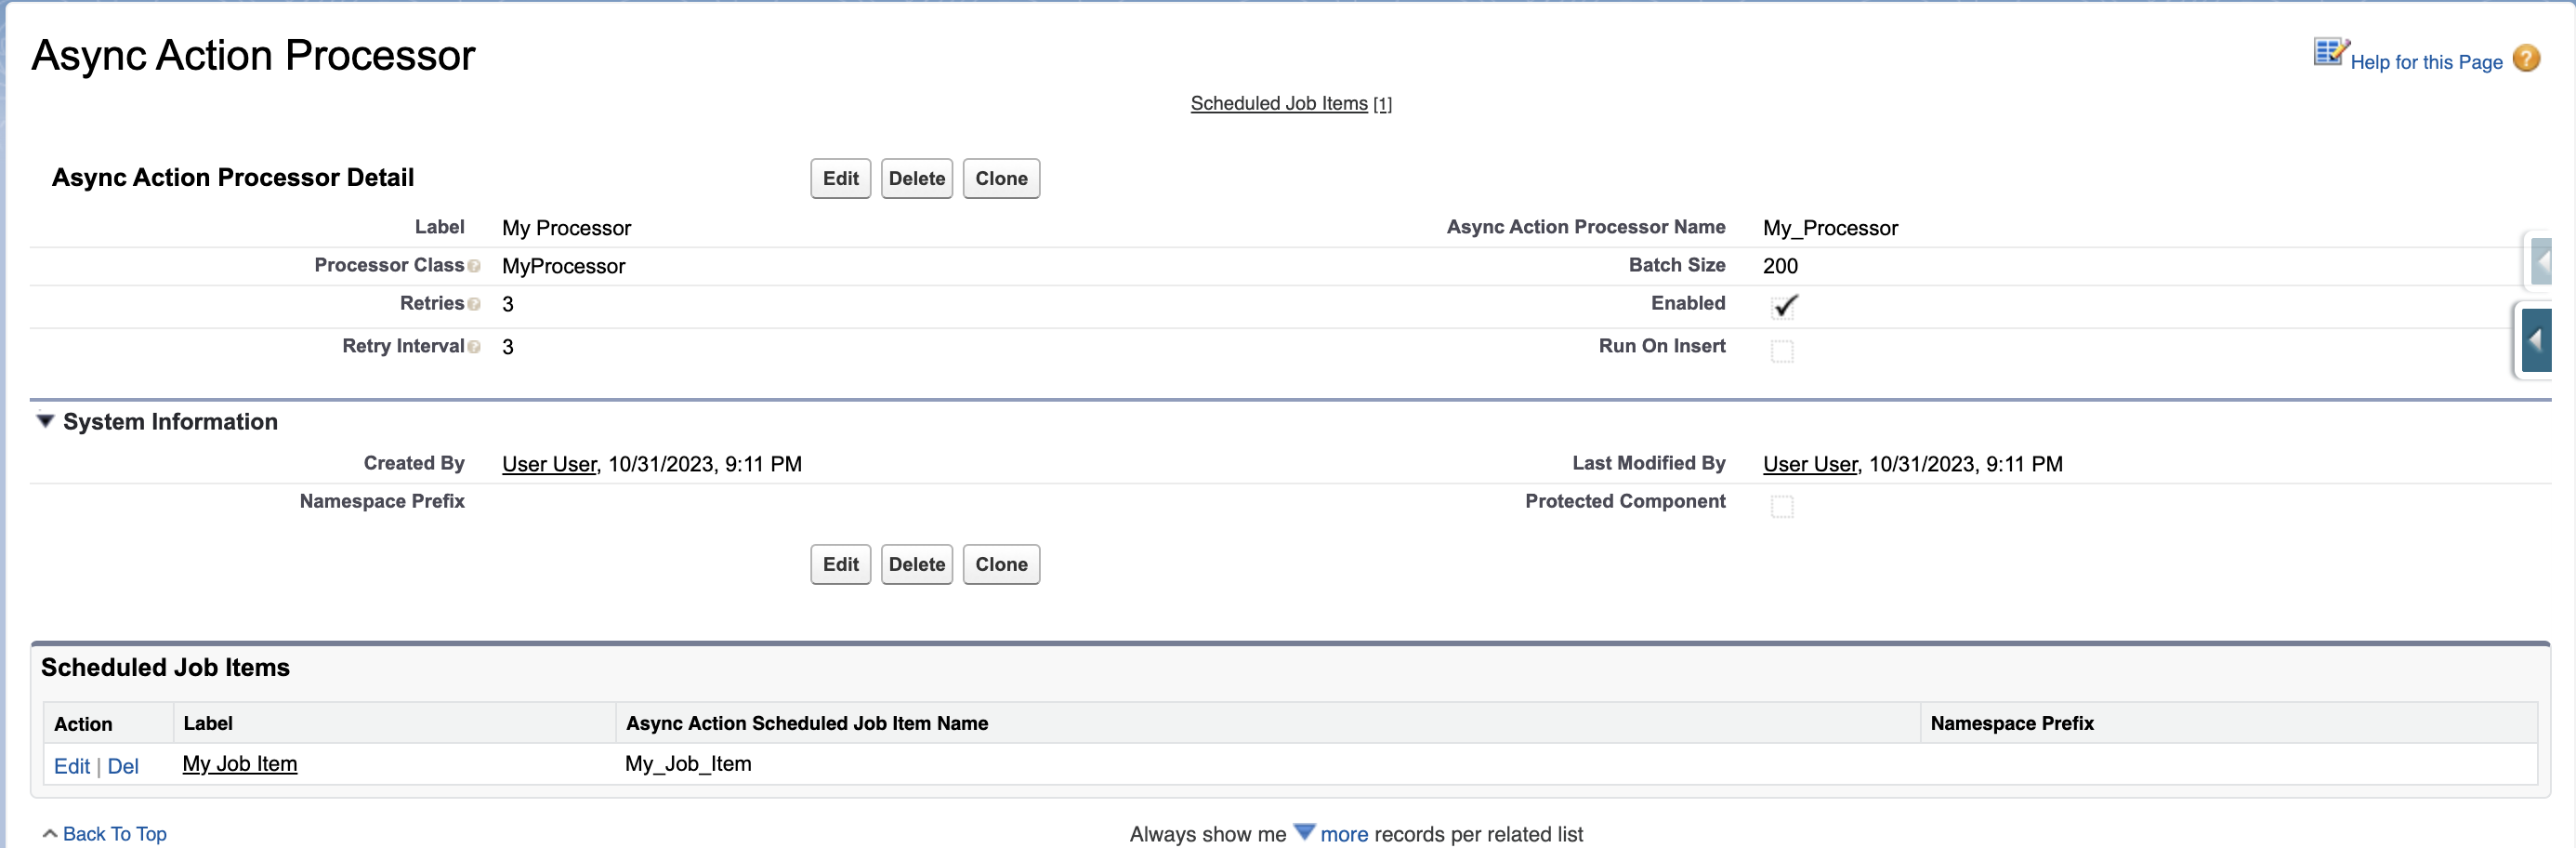 Async Action Processor
Help for this Page ?
Scheduled Job Items [1]
Async Action Processor Detail
Edit Delete Clone
Label My Processor Async Action Processor Name My_Processor
Processor Class ? MyProcessor Batch Size 200
Retries ? 3 Enabled
Retry Interval ? 3 Run On Insert
System Information
Created By User User, 10/31/2023, 9:11 PM Last Modified By User User, 10/31/2023, 9:11 PM
Namespace Prefix Protected Component
Edit Delete Clone
Scheduled Job Items
Action Label Async Action Scheduled Job Item Name Namespace Prefix
Edit | Del My Job Item My_Job_Item
Back To Top Always show me more records per related list